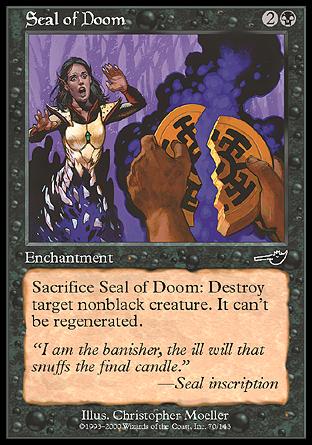 Seal of Doom 2
Enchantment
Sacrifice Seal of Doom: Destroy
target nonblack creature. It can't
be regenerated.
"I am the banisher, the ill will that
snuffs the final candle."
—Seal inscription
Illus. Christopher Moeller
©1993-2000 Wizards of the Coast, Inc. 70/143